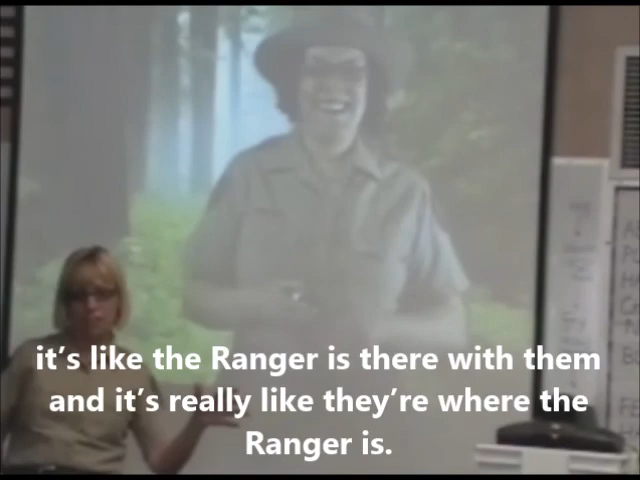 it's like the Ranger is there with them
and it's really like they're where the
Ranger is.